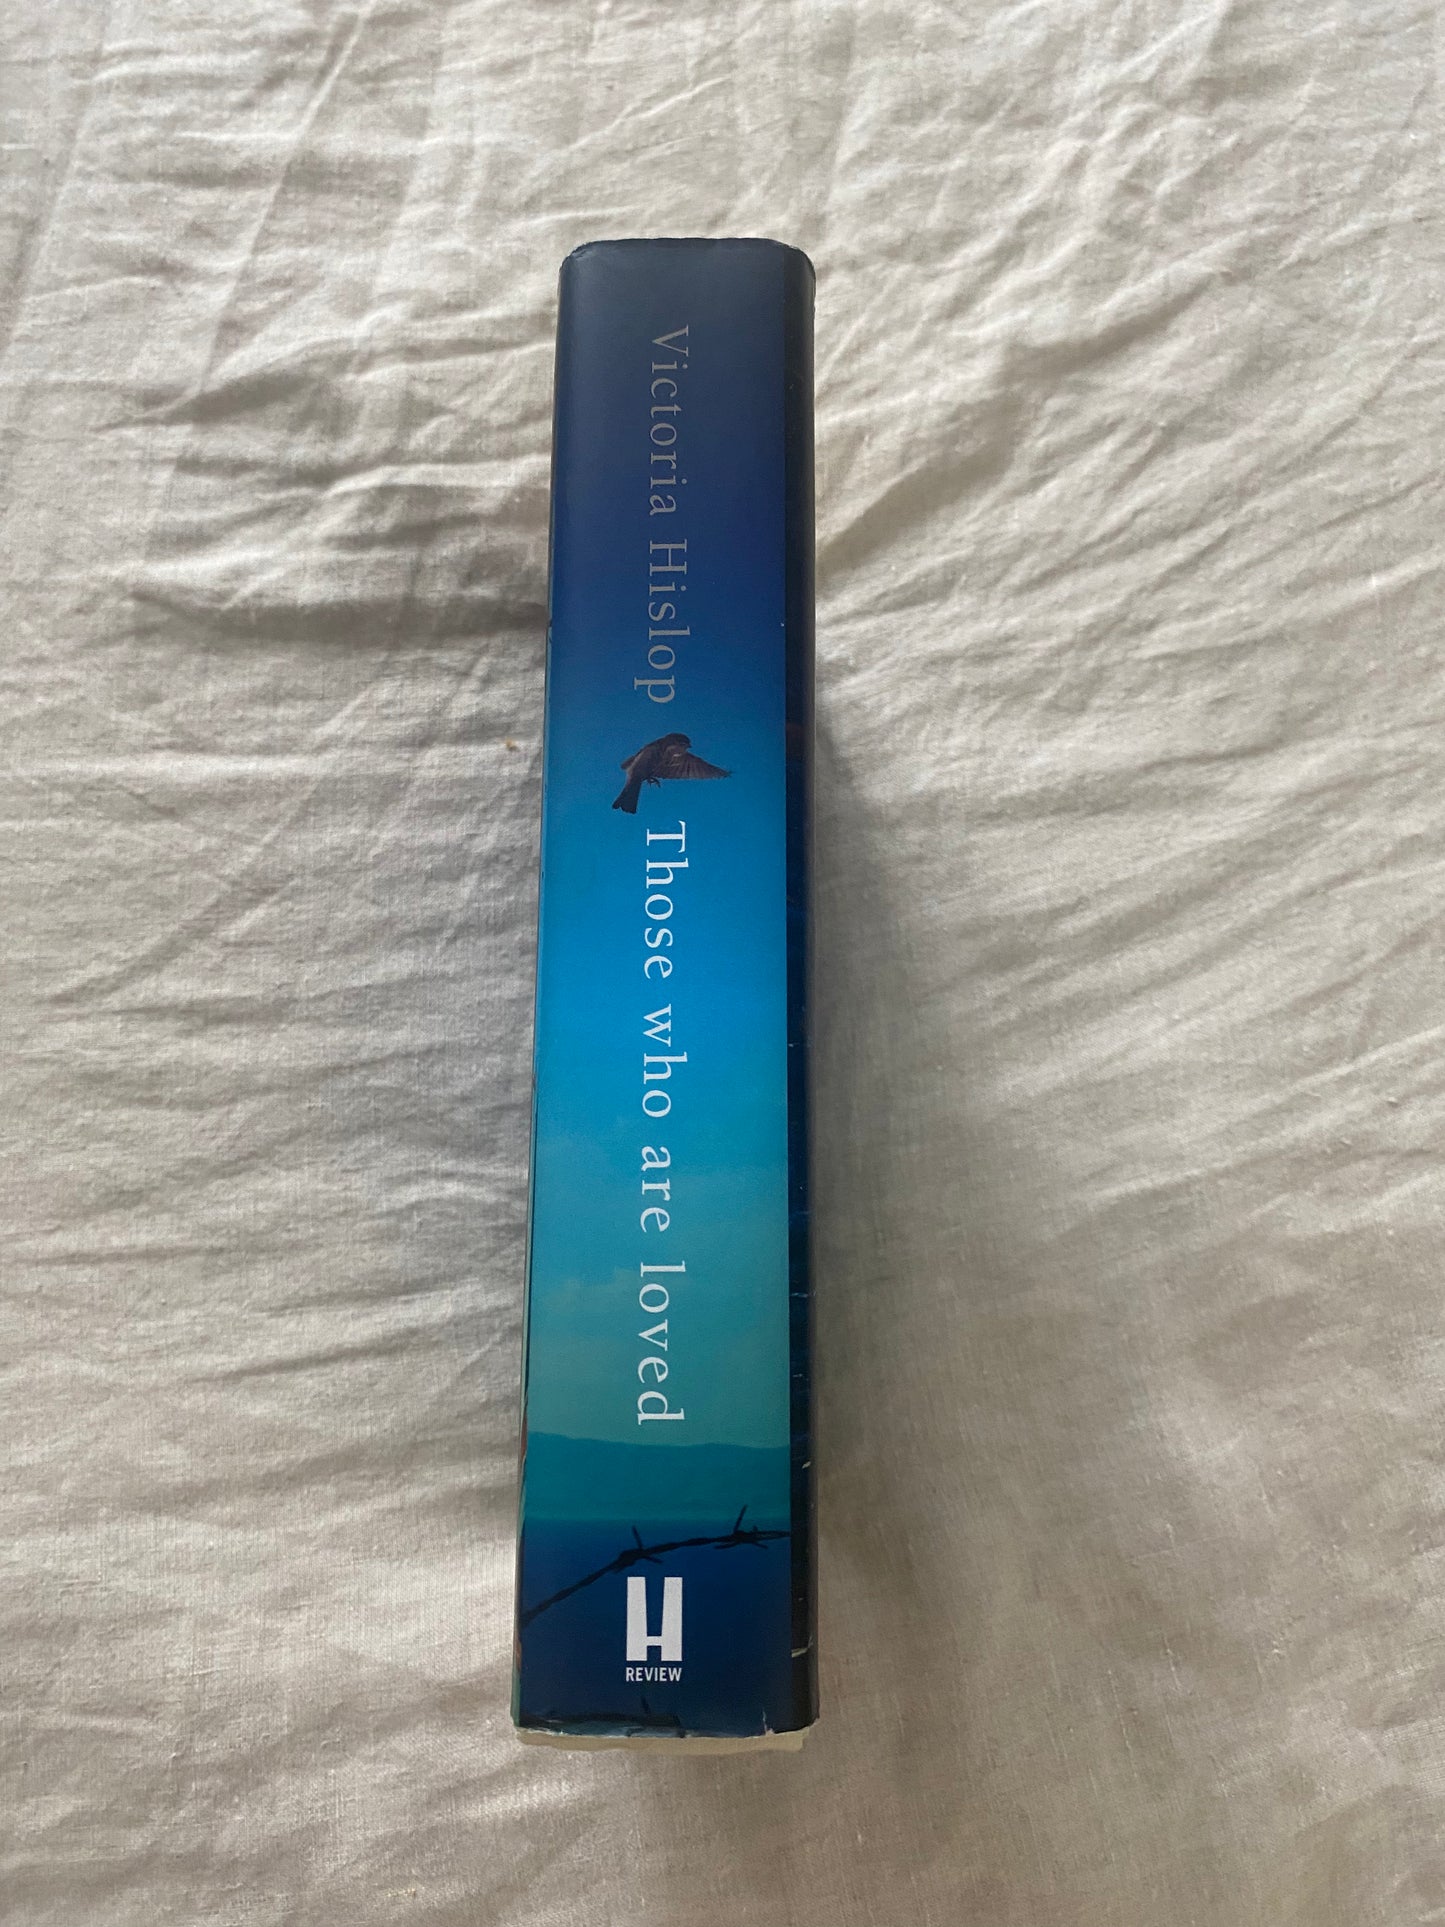 Victoria Hislop
Those who are loved
H
REVIEW